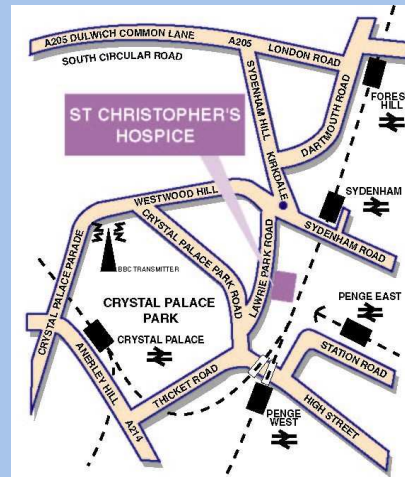 A205 DULWICH COMMON LANE
A205
SOUTH CIRCULAR ROAD
LONDON ROAD
ST CHRISTOPHER'S
HOSPICE
SYDENHAM HILL
KIRKDALE
DARTMOUTH ROAD
FOREST
HILL
SYDENHAM
WESTWOOD HILL
SYDENHAM ROAD
CRYSTAL PALACE PARADE
CRYSTAL PALACE PARK ROAD
LAWRIE PARK ROAD
BBC TRANSMITTER
CRYSTAL PALACE
PARK
CRYSTAL PALACE
PENGE EAST
STATION ROAD
ANERLEY HILL
A214
THICKET ROAD
HIGH STREET
PENGE
WEST